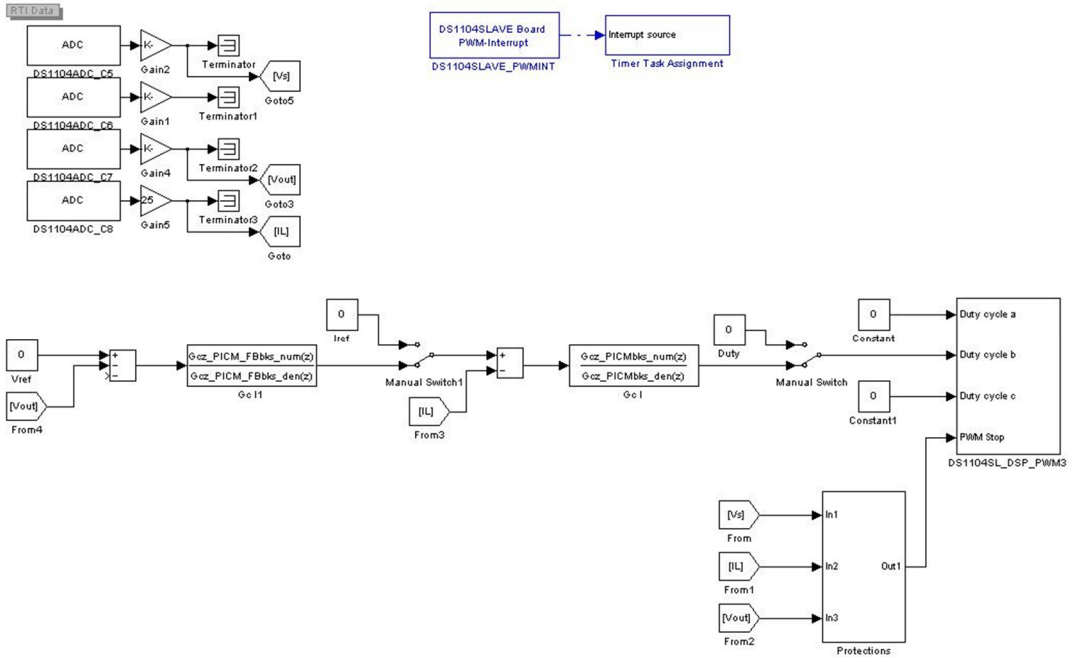 RTI Data
ADC
DS1104ADC_C5
K-
Gain2
Terminator
[Vs]
Goto5
ADC
DS1104ADC_C6
K-
Gain1
Terminator1
ADC
DS1104ADC_C7
K-
Gain4
Terminator2
[Vout]
Goto3
ADC
DS1104ADC_C8
25
Gain5
Terminator3
[IL]
Goto
DS1104SLAVE Board
PWM-Interrupt
DS1104SLAVE_PWMINT
Interrupt source
Timer Task Assignment
0
Vref
[Vout]
From4
+
−
−
Gcz_PICM_FBbks_num(z)
Gcz_PICM_FBbks_den(z)
Gc I1
0
Iref
Manual Switch1
[IL]
From3
+
−
Gcz_PICMbks_num(z)
Gcz_PICMbks_den(z)
Gc I
0
Duty
Manual Switch
0
Constant
0
Constant1
Duty cycle a
Duty cycle b
Duty cycle c
PWM Stop
DS1104SL_DSP_PWM3
[Vs]
From
[IL]
From1
[Vout]
From2
In1
In2
In3
Out1
Protections